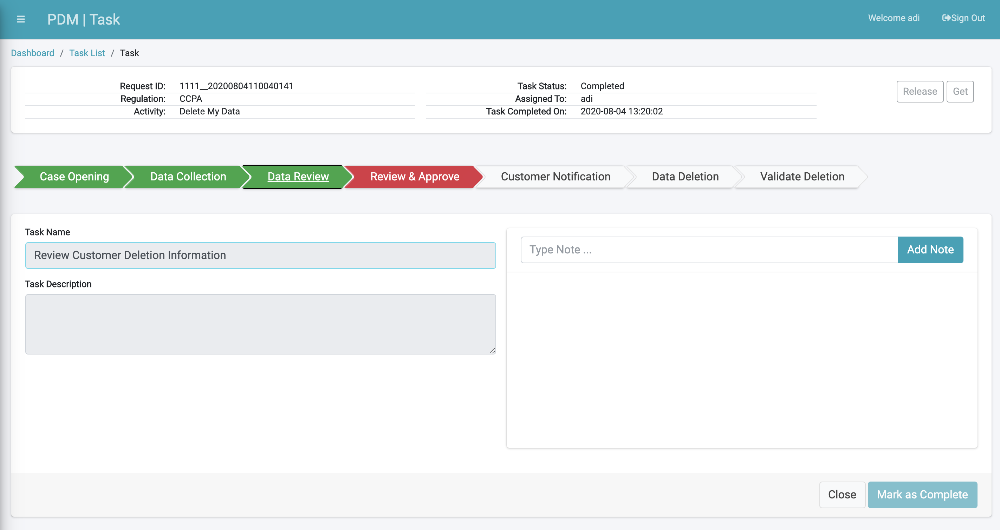 PDM | Task
Welcome adi
Sign Out
Dashboard / Task List / Task
Request ID: 1111__20200804110040141
Regulation: CCPA
Activity: Delete My Data
Task Status: Completed
Assigned To: adi
Task Completed On: 2020-08-04 13:20:02
Release
Get
Case Opening
Data Collection
Data Review
Review & Approve
Customer Notification
Data Deletion
Validate Deletion
Task Name
Review Customer Deletion Information
Task Description
Type Note ...
Add Note
Close
Mark as Complete